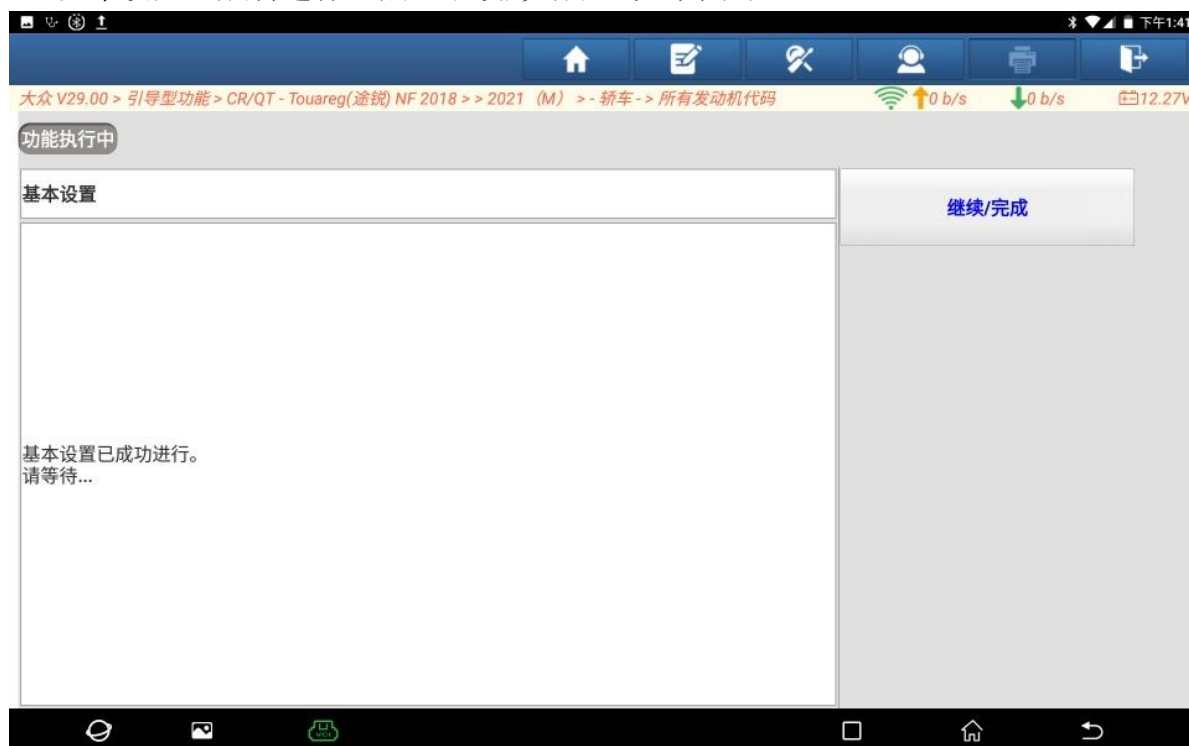 下午1:41
大众 V29.00 > 引导型功能 > CR/QT - Touareg(途锐) NF 2018 > > 2021（M）> - 轿车 - > 所有发动机代码
0 b/s
0 b/s
12.27V
功能执行中
基本设置
继续/完成
基本设置已成功进行。
请等待...
VCI